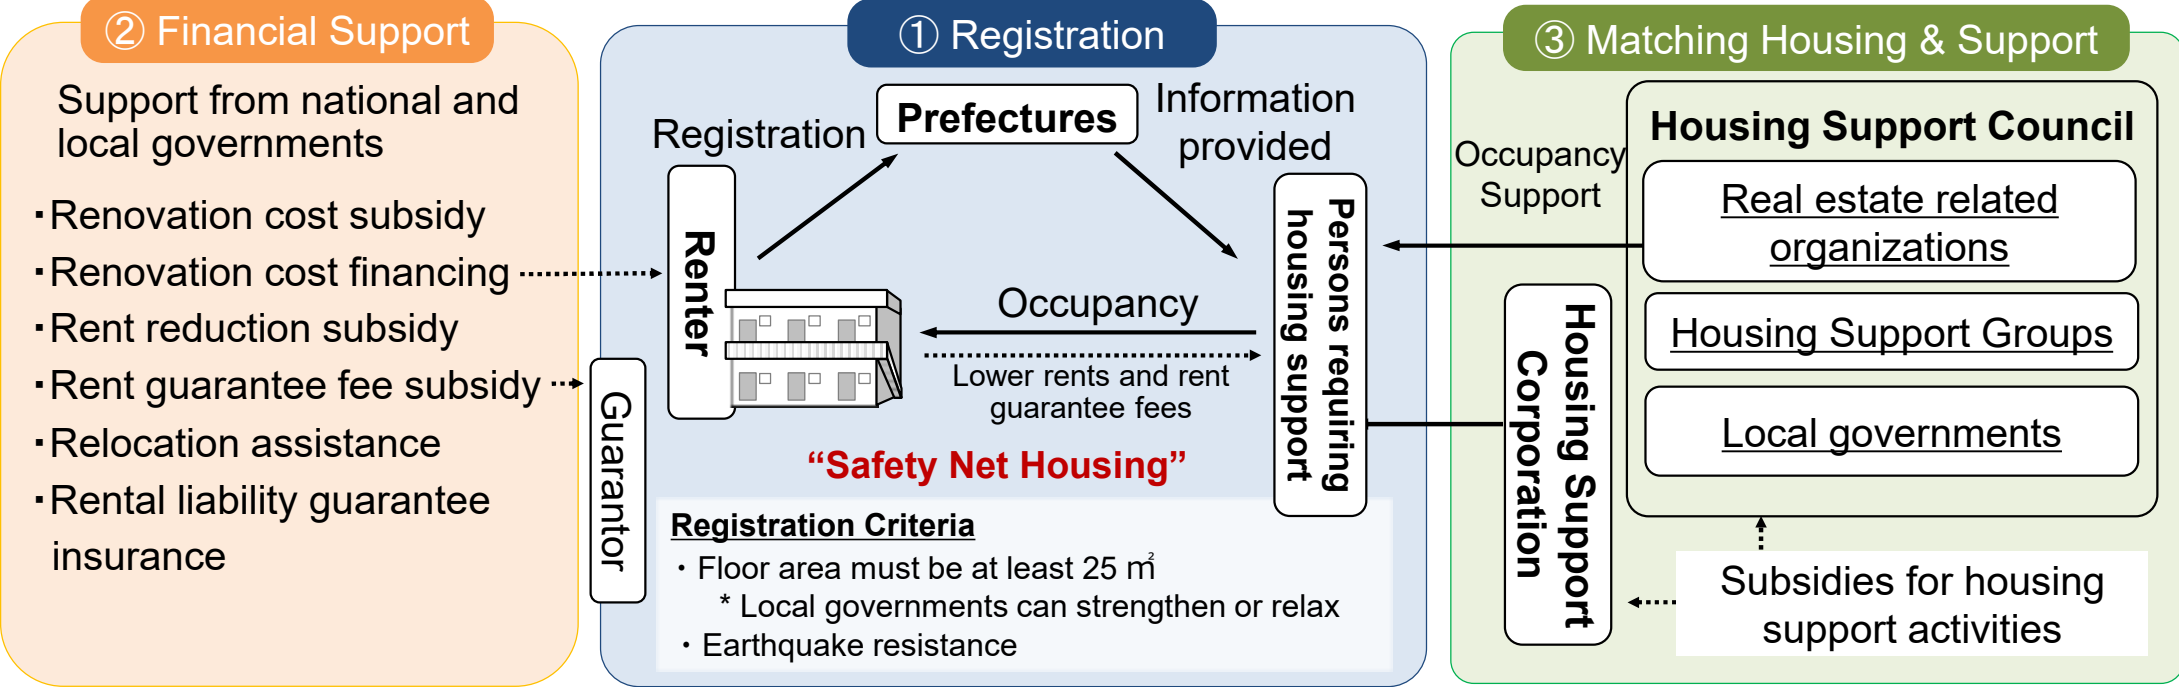 ② Financial Support
Support from national and
local governments
・Renovation cost subsidy
・Renovation cost financing
・Rent reduction subsidy
・Rent guarantee fee subsidy
・Relocation assistance
・Rental liability guarantee
insurance
① Registration
Prefectures
Registration
Information
provided
Renter
Guarantor
Occupancy
Lower rents and rent
guarantee fees
Persons requiring
housing support
“Safety Net Housing”
Registration Criteria
・Floor area must be at least 25 ㎡
* Local governments can strengthen or relax
・Earthquake resistance
③ Matching Housing & Support
Occupancy
Support
Housing Support Council
Real estate related
organizations
Housing Support Groups
Local governments
Housing Support
Corporation
Subsidies for housing
support activities